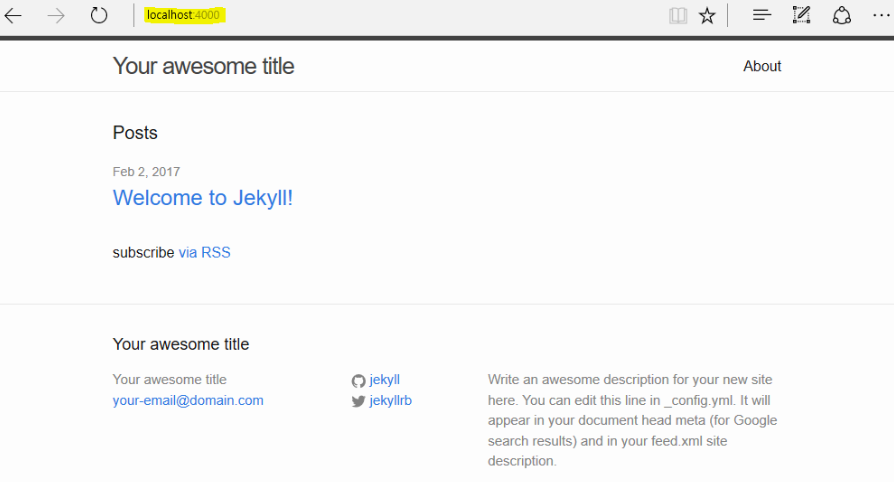 localhost:4000
Your awesome title
About
Posts
Feb 2, 2017
Welcome to Jekyll!
subscribe via RSS
Your awesome title
Your awesome title
your-email@domain.com
jekyll
jekyllrb
Write an awesome description for your new site
here. You can edit this line in _config.yml. It will
appear in your document head meta (for Google
search results) and in your feed.xml site
description.